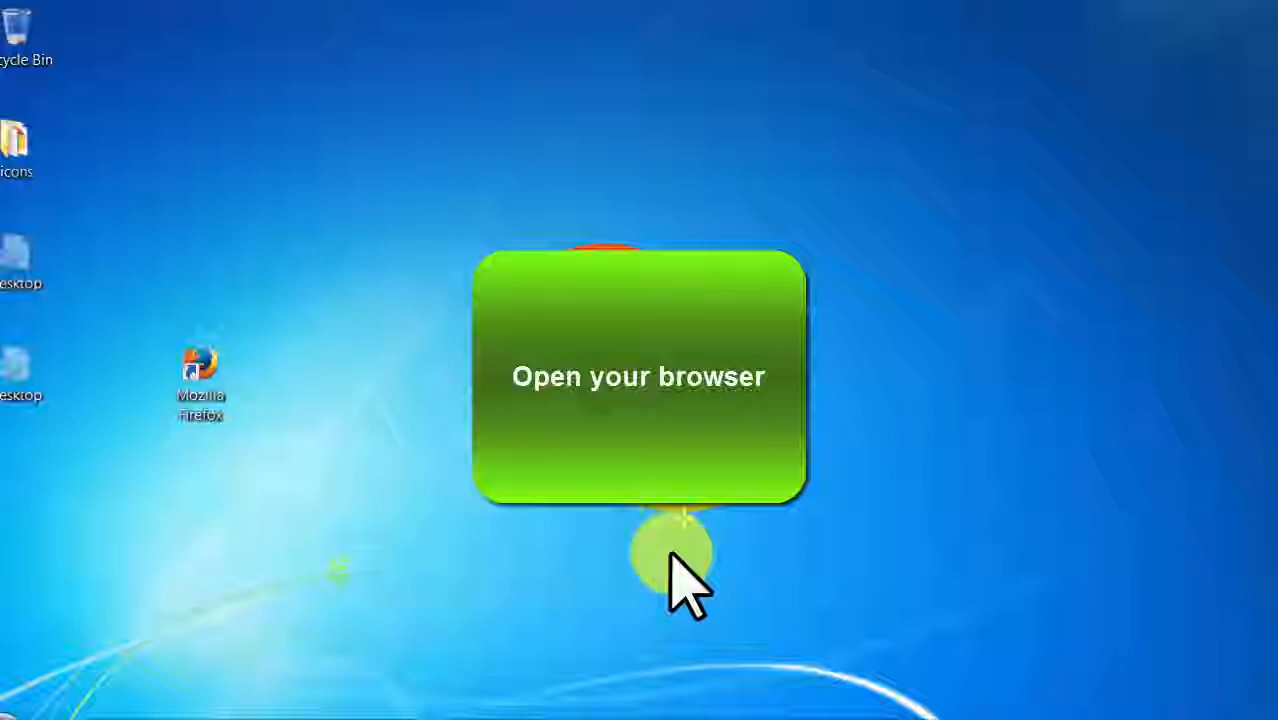 cycle Bin
icons
esktop
esktop
Mozilla
Firefox
Open your browser